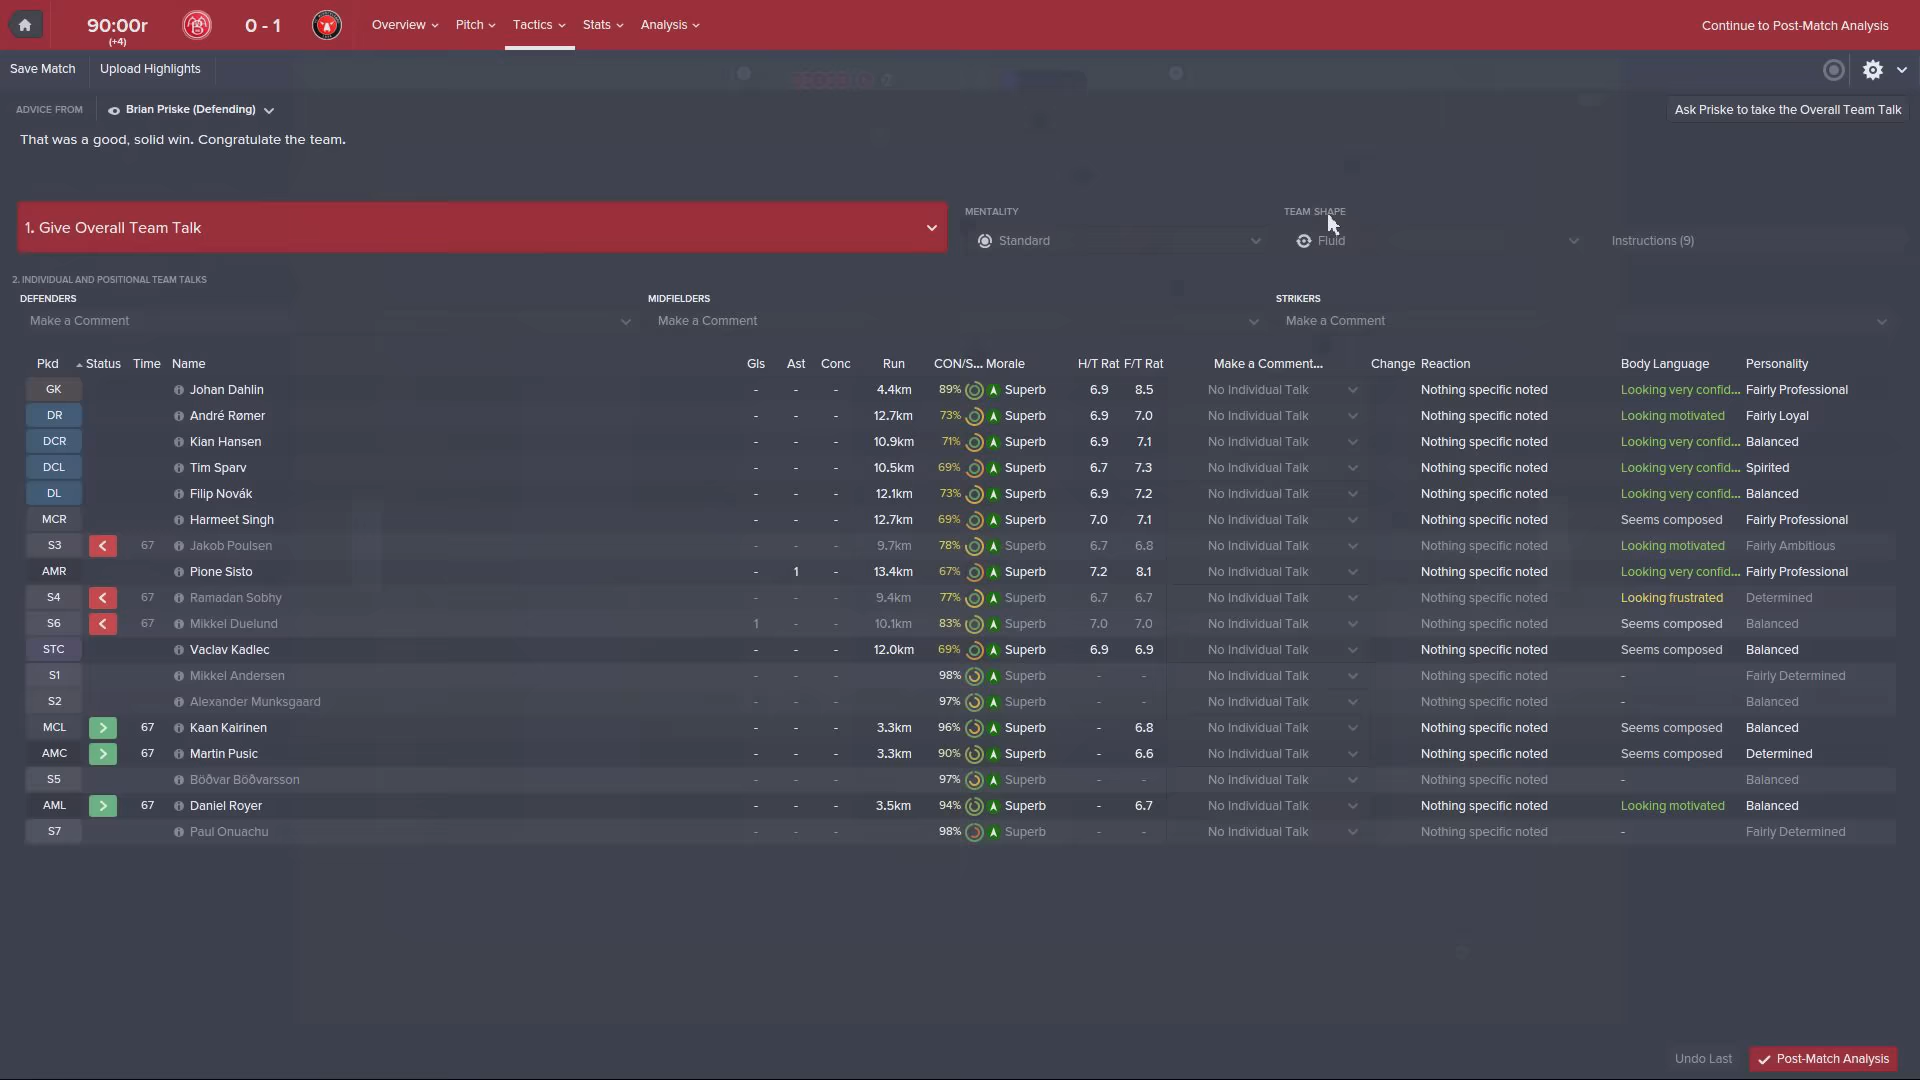 90:00r
(+4)
0 - 1
Overview
Pitch
Tactics
Stats
Analysis
Continue to Post-Match Analysis
Save Match
Upload Highlights
ADVICE FROM
Brian Priske (Defending)
Ask Priske to take the Overall Team Talk
That was a good, solid win. Congratulate the team.
1. Give Overall Team Talk
MENTALITY
Standard
TEAM SHAPE
Fluid
Instructions (9)
2. INDIVIDUAL AND POSITIONAL TEAM TALKS
DEFENDERS
Make a Comment
MIDFIELDERS
Make a Comment
STRIKERS
Make a Comment
Pkd Status Time Name Gls Ast Conc Run CON/S... Morale H/T Rat F/T Rat Make a Comment... Change Reaction Body Language Personality
GK Johan Dahlin - - - 4.4km 89% Superb 6.9 8.5 No Individual Talk Nothing specific noted Looking very confid... Fairly Professional
DR André Rømer - - - 12.7km 73% Superb 6.9 7.0 No Individual Talk Nothing specific noted Looking motivated Fairly Loyal
DCR Kian Hansen - - - 10.9km 71% Superb 6.9 7.1 No Individual Talk Nothing specific noted Looking very confid... Balanced
DCL Tim Sparv - - - 10.5km 69% Superb 6.7 7.3 No Individual Talk Nothing specific noted Looking very confid... Spirited
DL Filip Novák - - - 12.1km 73% Superb 6.9 7.2 No Individual Talk Nothing specific noted Looking very confid... Balanced
MCR Harmeet Singh - - - 12.7km 69% Superb 7.0 7.1 No Individual Talk Nothing specific noted Seems composed Fairly Professional
S3 67 Jakob Poulsen - - - 9.7km 78% Superb 6.7 6.8 No Individual Talk Nothing specific noted Looking motivated Fairly Ambitious
AMR Pione Sisto - 1 - 13.4km 67% Superb 7.2 8.1 No Individual Talk Nothing specific noted Looking very confid... Fairly Professional
S4 67 Ramadan Sobhy - - - 9.4km 77% Superb 6.7 6.7 No Individual Talk Nothing specific noted Looking frustrated Determined
S6 67 Mikkel Duelund 1 - - 10.1km 83% Superb 7.0 7.0 No Individual Talk Nothing specific noted Seems composed Balanced
STC Vaclav Kadlec - - - 12.0km 69% Superb 6.9 6.9 No Individual Talk Nothing specific noted Seems composed Balanced
S1 Mikkel Andersen - - - 98% Superb - - No Individual Talk Nothing specific noted - Fairly Determined
S2 Alexander Munksgaard - - - 97% Superb - - No Individual Talk Nothing specific noted - Balanced
MCL 67 Kaan Kairinen - - - 3.3km 96% Superb - 6.8 No Individual Talk Nothing specific noted Seems composed Balanced
AMC 67 Martin Pusic - - - 3.3km 90% Superb - 6.6 No Individual Talk Nothing specific noted Seems composed Determined
S5 Böðvar Böðvarsson - - - 97% Superb - - No Individual Talk Nothing specific noted - Balanced
AML 67 Daniel Royer - - - 3.5km 94% Superb - 6.7 No Individual Talk Nothing specific noted Looking motivated Balanced
S7 Paul Onuachu - - - 98% Superb - - No Individual Talk Nothing specific noted - Fairly Determined
Undo Last
Post-Match Analysis